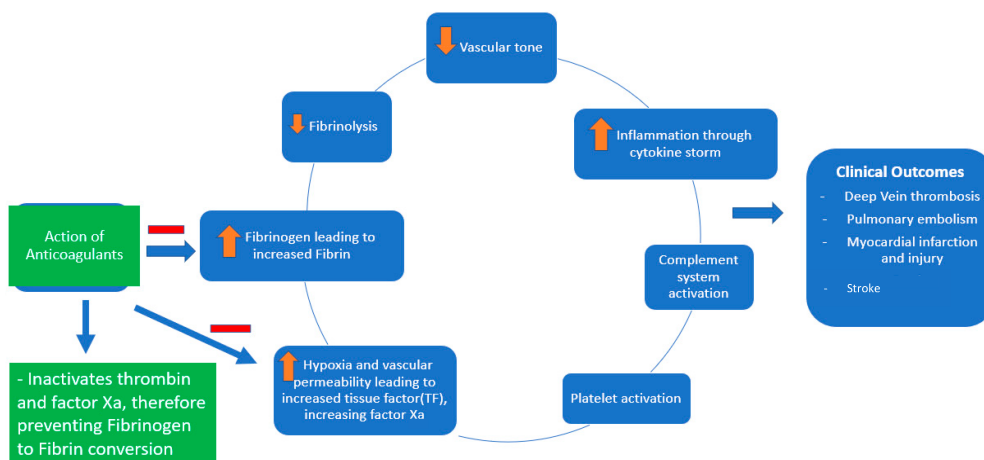 Vascular tone
Fibrinolysis
Inflammation through
cytokine storm
Clinical Outcomes
- Deep Vein thrombosis
- Pulmonary embolism
- Myocardial infarction
and injury
- Stroke
Action of
Anticoagulants
Fibrinogen leading to
increased Fibrin
Complement
system
activation
Hypoxia and vascular
permeability leading to
increased tissue factor(TF),
increasing factor Xa
Platelet activation
- Inactivates thrombin
and factor Xa, therefore
preventing Fibrinogen
to Fibrin conversion